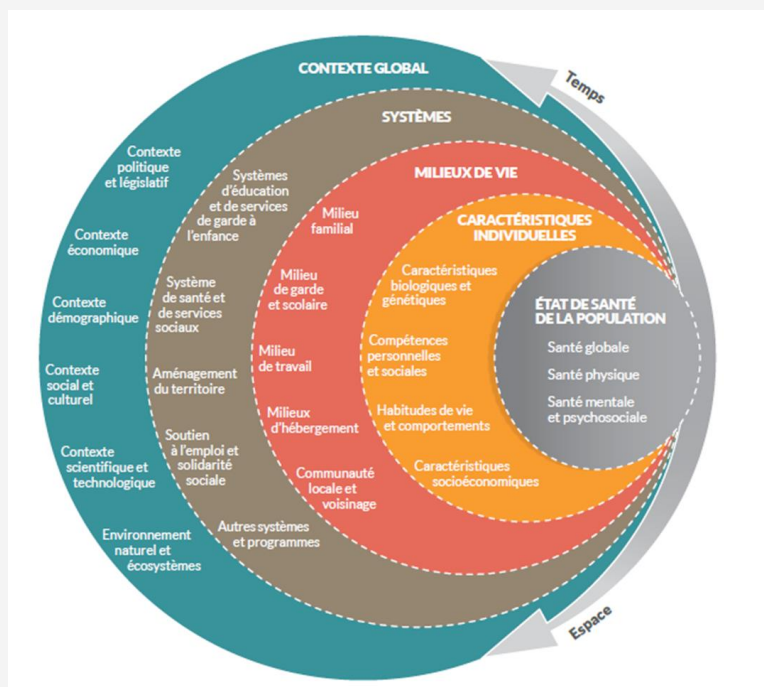 CONTEXTE GLOBAL
Contexte
politique
et législatif
Contexte
économique
Contexte
démographique
Contexte
social et
culturel
Contexte
scientifique et
technologique
Environnement
naturel et
écosystèmes
SYSTÈMES
Systèmes
d'éducation
et de services
de garde à
l'enfance
Système
de santé et
de services
sociaux
Aménagement
du territoire
Soutien
à l'emploi et
solidarité
sociale
Autres systèmes
et programmes
MILIEUX DE VIE
Milieu
familial
Milieu
de garde
et scolaire
Milieu
de travail
Milieux
d'hébergement
Communauté
locale et
voisinage
CARACTÉRISTIQUES
INDIVIDUELLES
Caractéristiques
biologiques et
génétiques
Compétences
personnelles
et sociales
Habitudes de vie
et comportements
Caractéristiques
socioéconomiques
ÉTAT DE SANTÉ
DE LA POPULATION
Santé globale
Santé physique
Santé mentale
et psychosociale
Temps
Espace